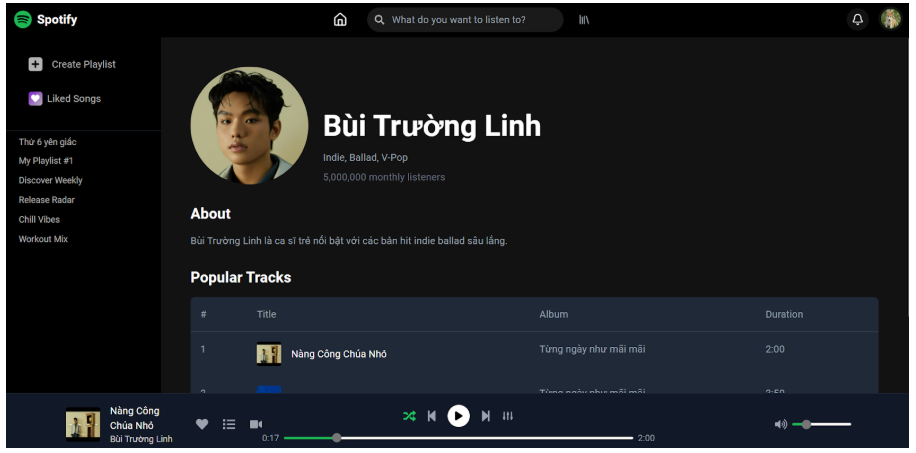 Spotify
What do you want to listen to?
Create Playlist
Liked Songs
Thứ 6 yên giấc
My Playlist #1
Discover Weekly
Release Radar
Chill Vibes
Workout Mix
Bùi Trường Linh
Indie, Ballad, V-Pop
5,000,000 monthly listeners
About
Bùi Trường Linh là ca sĩ trẻ nổi bật với các bản hit indie ballad sâu lắng.
Popular Tracks
# Title Album Duration
1 Nàng Công Chúa Nhỏ Từng ngày như mãi mãi 2:00
2 Từng ngày như mãi mãi 3:50
Nàng Công
Chúa Nhỏ
Bùi Trường Linh
0:17 2:00